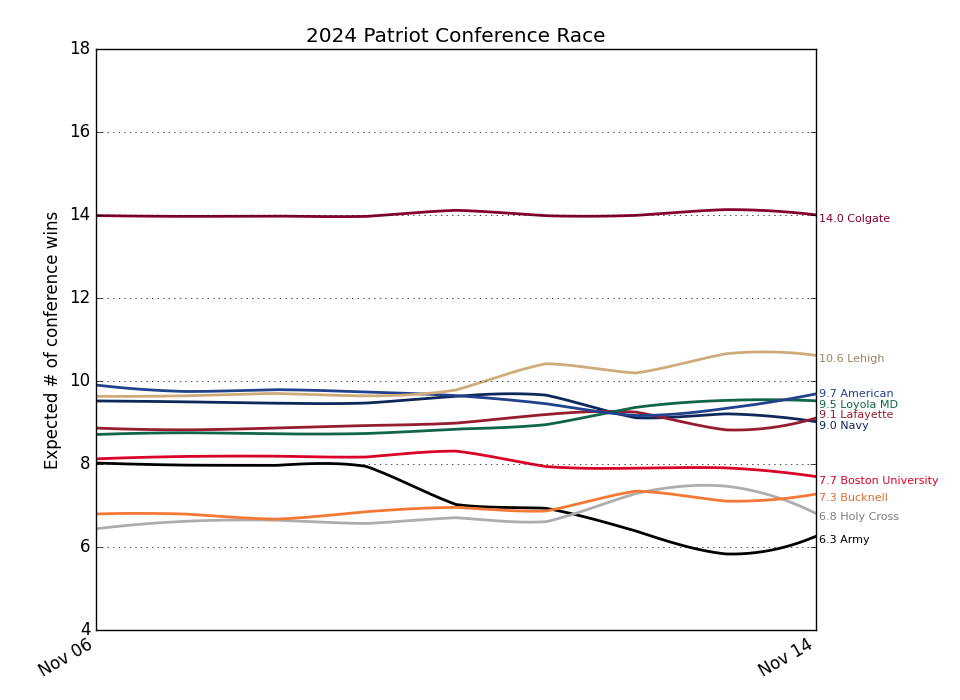 2024 Patriot Conference Race
Expected # of conference wins
18
16
14
12
10
8
6
4
Nov 06
Nov 14
14.0 Colgate
10.6 Lehigh
9.7 American
9.5 Loyola MD
9.1 Lafayette
9.0 Navy
7.7 Boston University
7.3 Bucknell
6.8 Holy Cross
6.3 Army